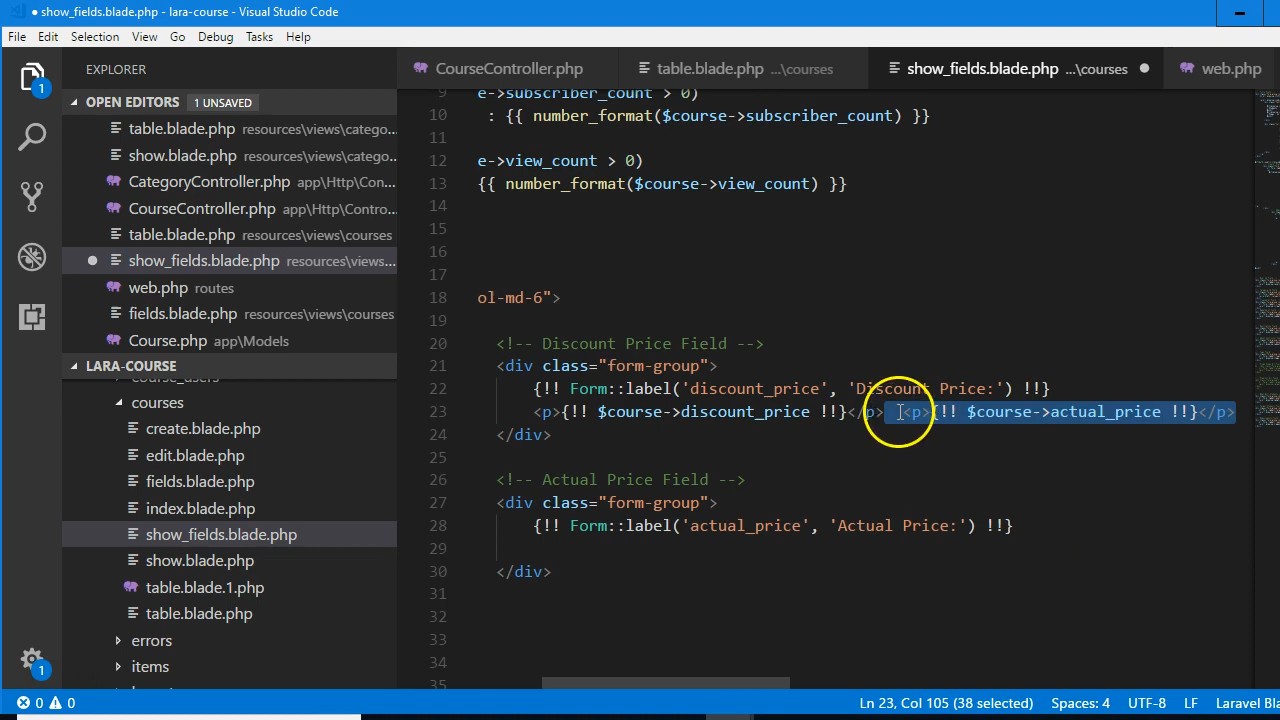 show_fields.blade.php - lara-course - Visual Studio Code
File Edit Selection View Go Debug Tasks Help
EXPLORER
1
OPEN EDITORS 1 UNSAVED
table.blade.php resources\views\catego...
show.blade.php resources\views\catego...
CategoryController.php app\Http\Con...
CourseController.php app\Http\Contro...
table.blade.php resources\views\courses
show_fields.blade.php resources\views...
web.php routes
fields.blade.php resources\views\courses
Course.php app\Models
LARA-COURSE
course_users
courses
create.blade.php
edit.blade.php
fields.blade.php
index.blade.php
show_fields.blade.php
show.blade.php
table.blade.1.php
table.blade.php
errors
items
1
CourseController.php table.blade.php ...\courses show_fields.blade.php ...\courses web.php
9 e->subscriber_count > 0)
10 : {{ number_format($course->subscriber_count) }}
11
12 e->view_count > 0)
13 {{ number_format($course->view_count) }}
14
15
16
17
18 ol-md-6">
19
20 <!-- Discount Price Field -->
21 <div class="form-group">
22 {!! Form::label('discount_price', 'Discount Price:') !!}
23 <p>{!! $course->discount_price !!}</p> <p>{!! $course->actual_price !!}</p>
24 </div>
25
26 <!-- Actual Price Field -->
27 <div class="form-group">
28 {!! Form::label('actual_price', 'Actual Price:') !!}
29
30 </div>
31
32
33
34
35
0 0 Ln 23, Col 105 (38 selected) Spaces: 4 UTF-8 LF Laravel Bla